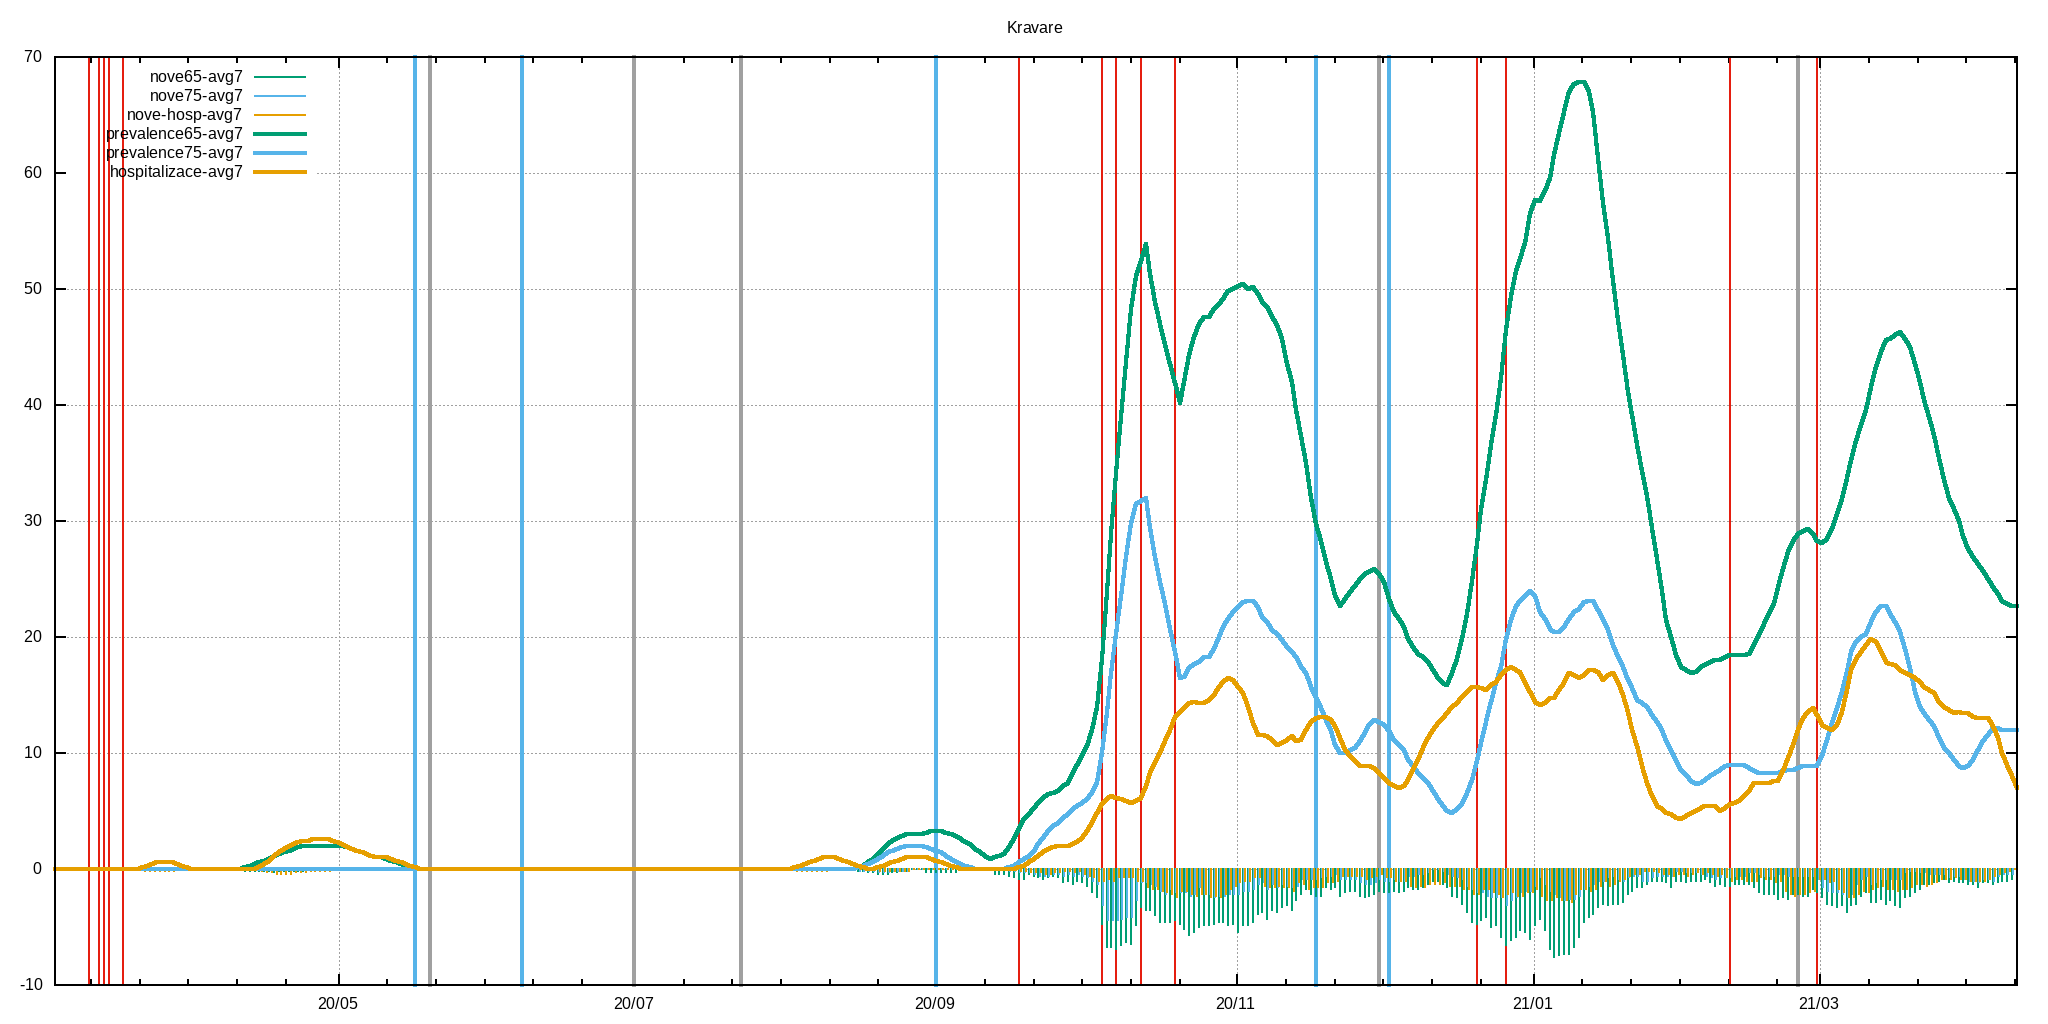 Kravare
70
nove65-avg7
nove75-avg7
nove-hosp-avg7
prevalence65-avg7
prevalence75-avg7
hospitalizace-avg7
60
50
40
30
20
10
0
-10
20/05 20/07 20/09 20/11 21/01 21/03